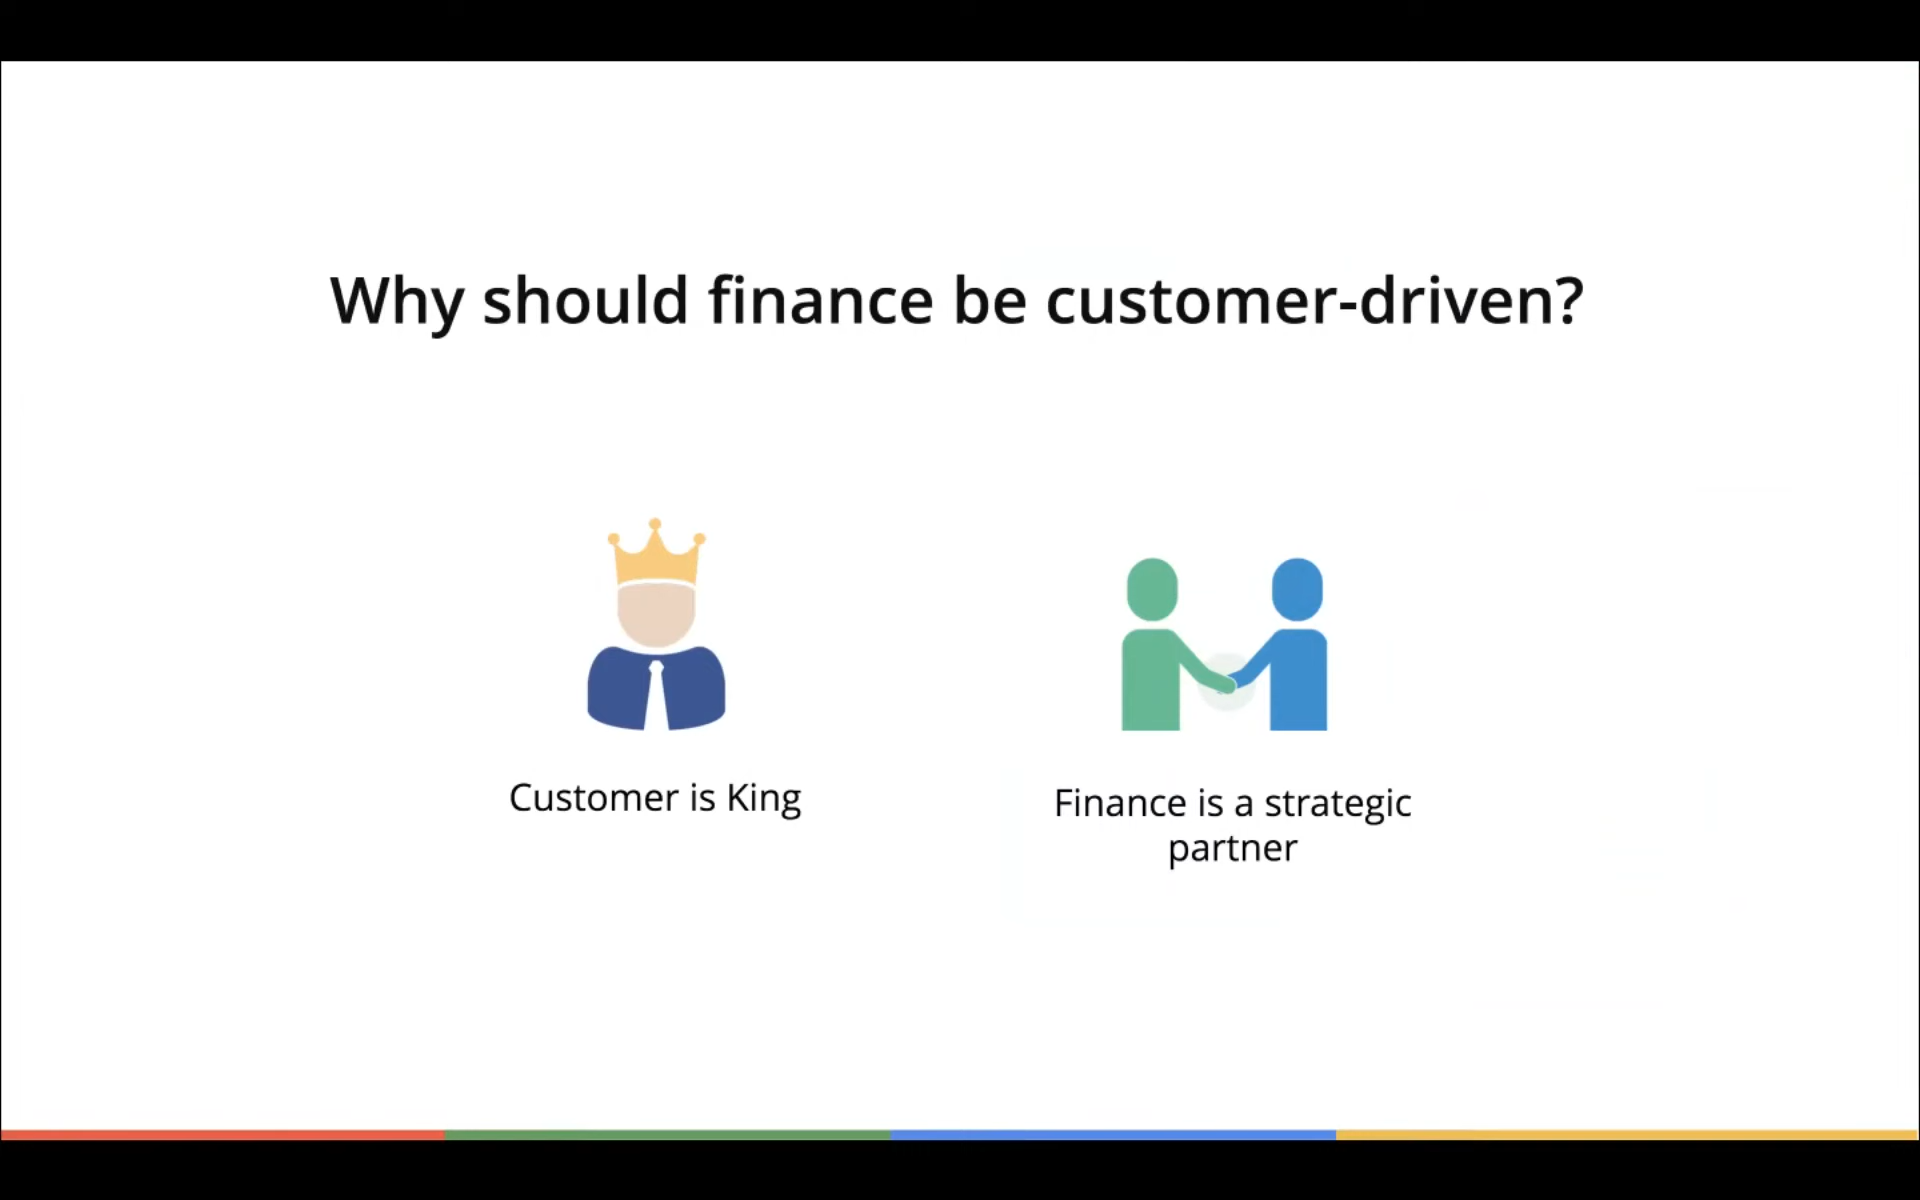 Why should finance be customer-driven?
Customer is King
Finance is a strategic
partner